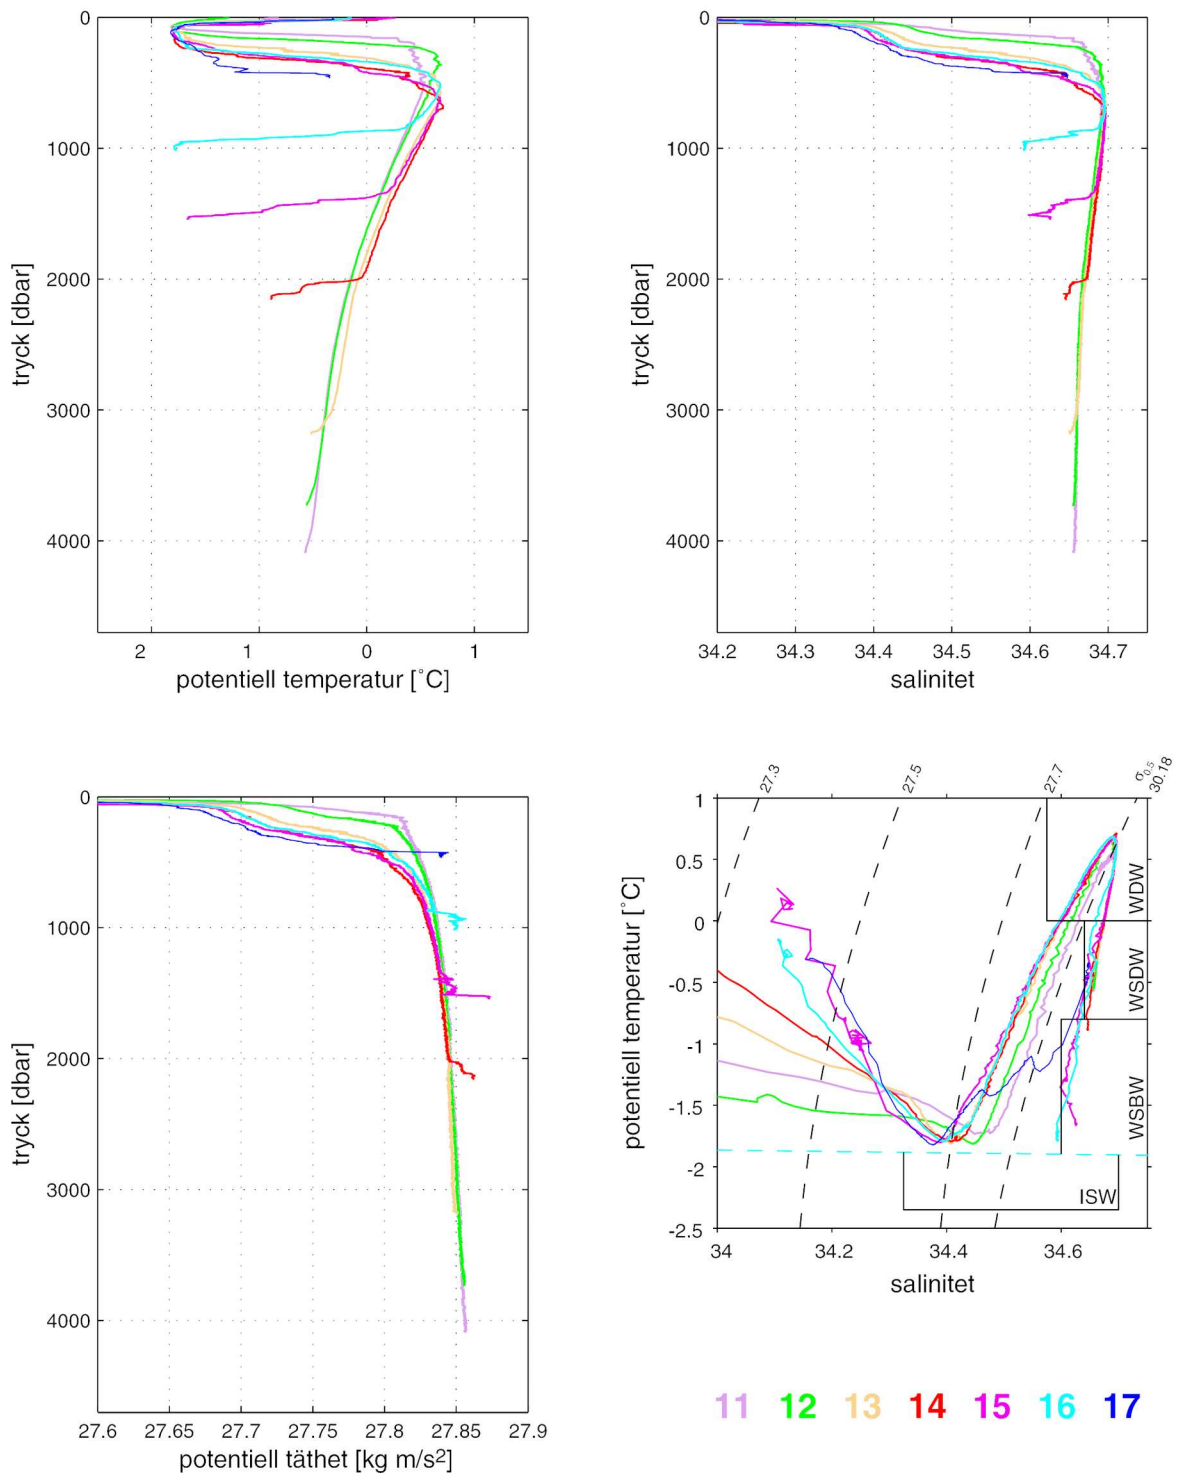 0
1000
2000
3000
4000
tryck [dbar]
2 1 0 1
potentiell temperatur [˚C]
0
1000
2000
3000
4000
tryck [dbar]
34.2 34.3 34.4 34.5 34.6 34.7
salinitet
0
1000
2000
3000
4000
tryck [dbar]
27.6 27.65 27.7 27.75 27.8 27.85 27.9
potentiell täthet [kg m/s²]
27.3 27.5 27.7 σ0.5 30.18
1
0.5
0
-0.5
-1
-1.5
-2
-2.5
potentiell temperatur [˚C]
WDW
WSDW
WSBW
ISW
34 34.2 34.4 34.6
salinitet
11 12 13 14 15 16 17